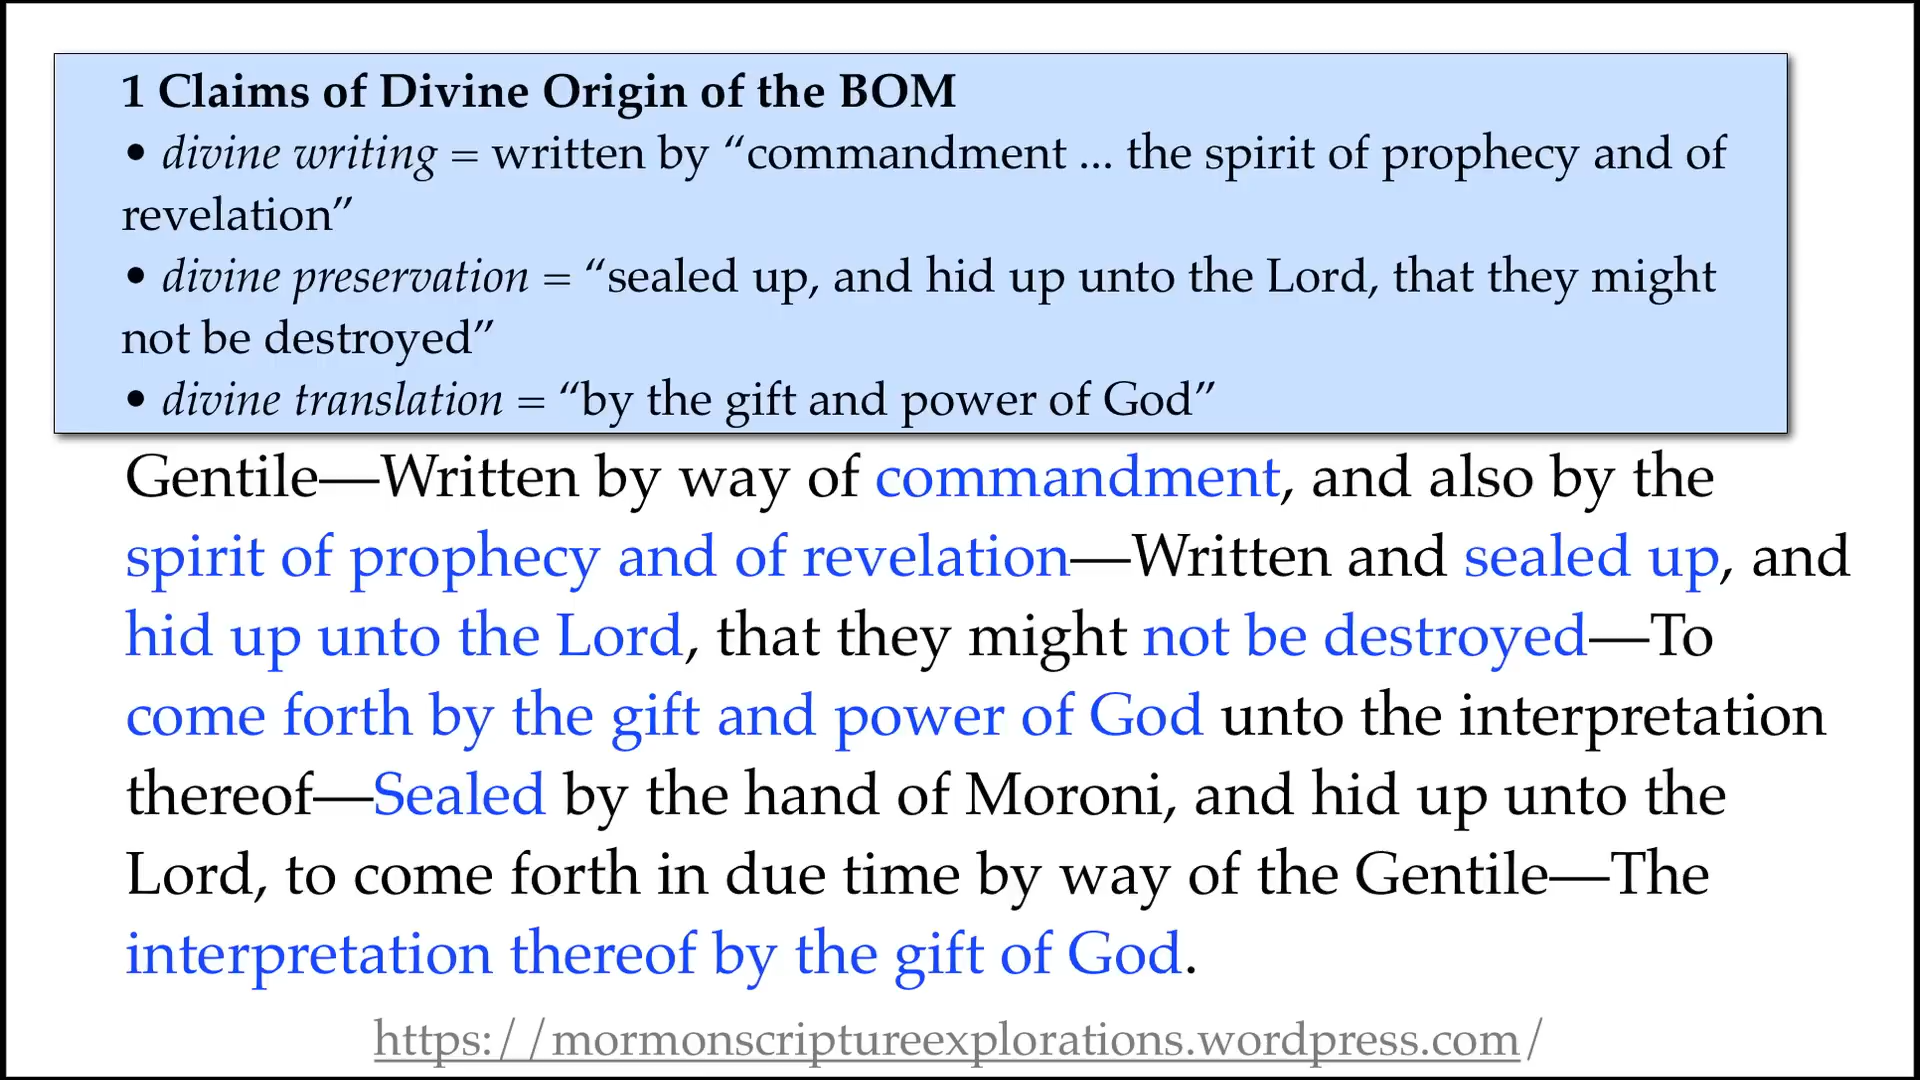 1 Claims of Divine Origin of the BOM
• divine writing = written by “commandment ... the spirit of prophecy and of
revelation”
• divine preservation = “sealed up, and hid up unto the Lord, that they might
not be destroyed”
• divine translation = “by the gift and power of God”
Gentile—Written by way of commandment, and also by the
spirit of prophecy and of revelation—Written and sealed up, and
hid up unto the Lord, that they might not be destroyed—To
come forth by the gift and power of God unto the interpretation
thereof—Sealed by the hand of Moroni, and hid up unto the
Lord, to come forth in due time by way of the Gentile—The
interpretation thereof by the gift of God.
https://mormonscriptureexplorations.wordpress.com/